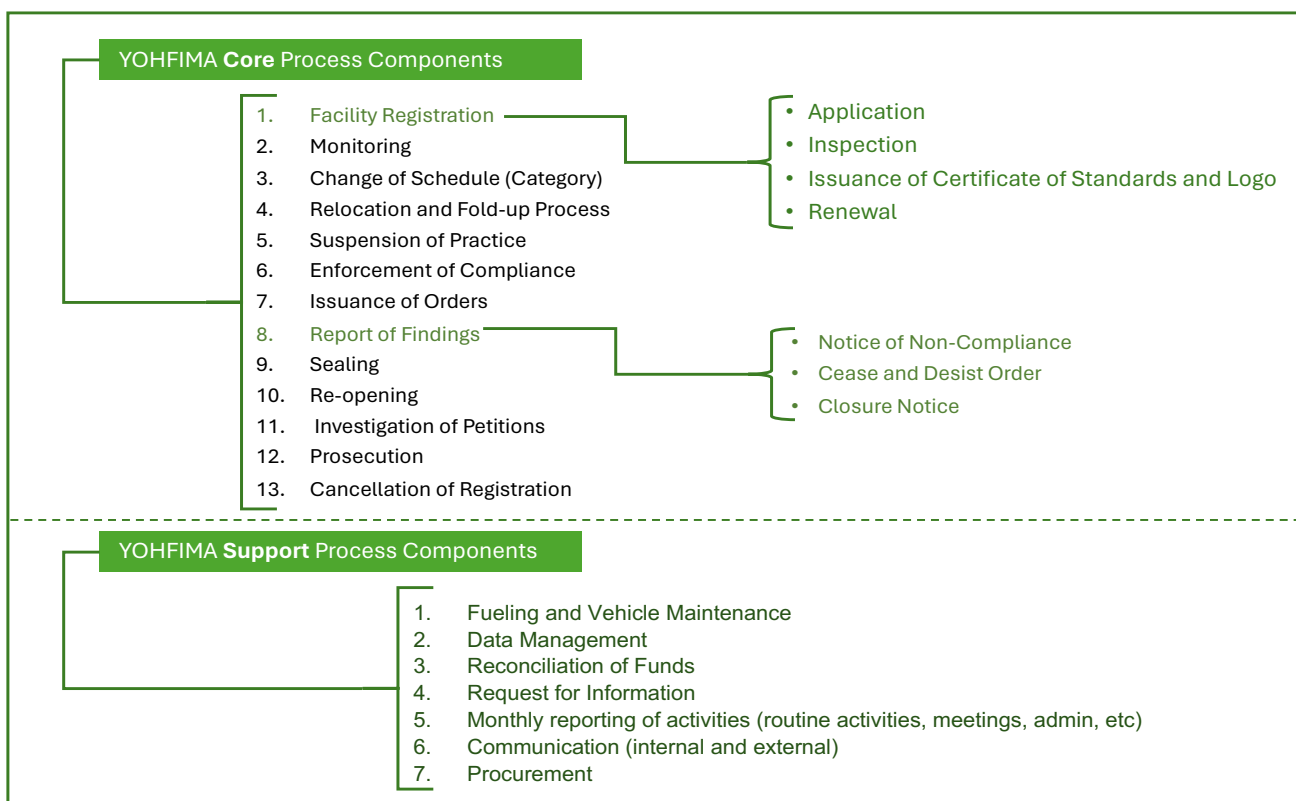 YOHFIMA Core Process Components
1. Facility Registration
2. Monitoring
3. Change of Schedule (Category)
4. Relocation and Fold-up Process
5. Suspension of Practice
6. Enforcement of Compliance
7. Issuance of Orders
8. Report of Findings
9. Sealing
10. Re-opening
11. Investigation of Petitions
12. Prosecution
13. Cancellation of Registration
• Application
• Inspection
• Issuance of Certificate of Standards and Logo
• Renewal
• Notice of Non-Compliance
• Cease and Desist Order
• Closure Notice
YOHFIMA Support Process Components
1. Fueling and Vehicle Maintenance
2. Data Management
3. Reconciliation of Funds
4. Request for Information
5. Monthly reporting of activities (routine activities, meetings, admin, etc)
6. Communication (internal and external)
7. Procurement